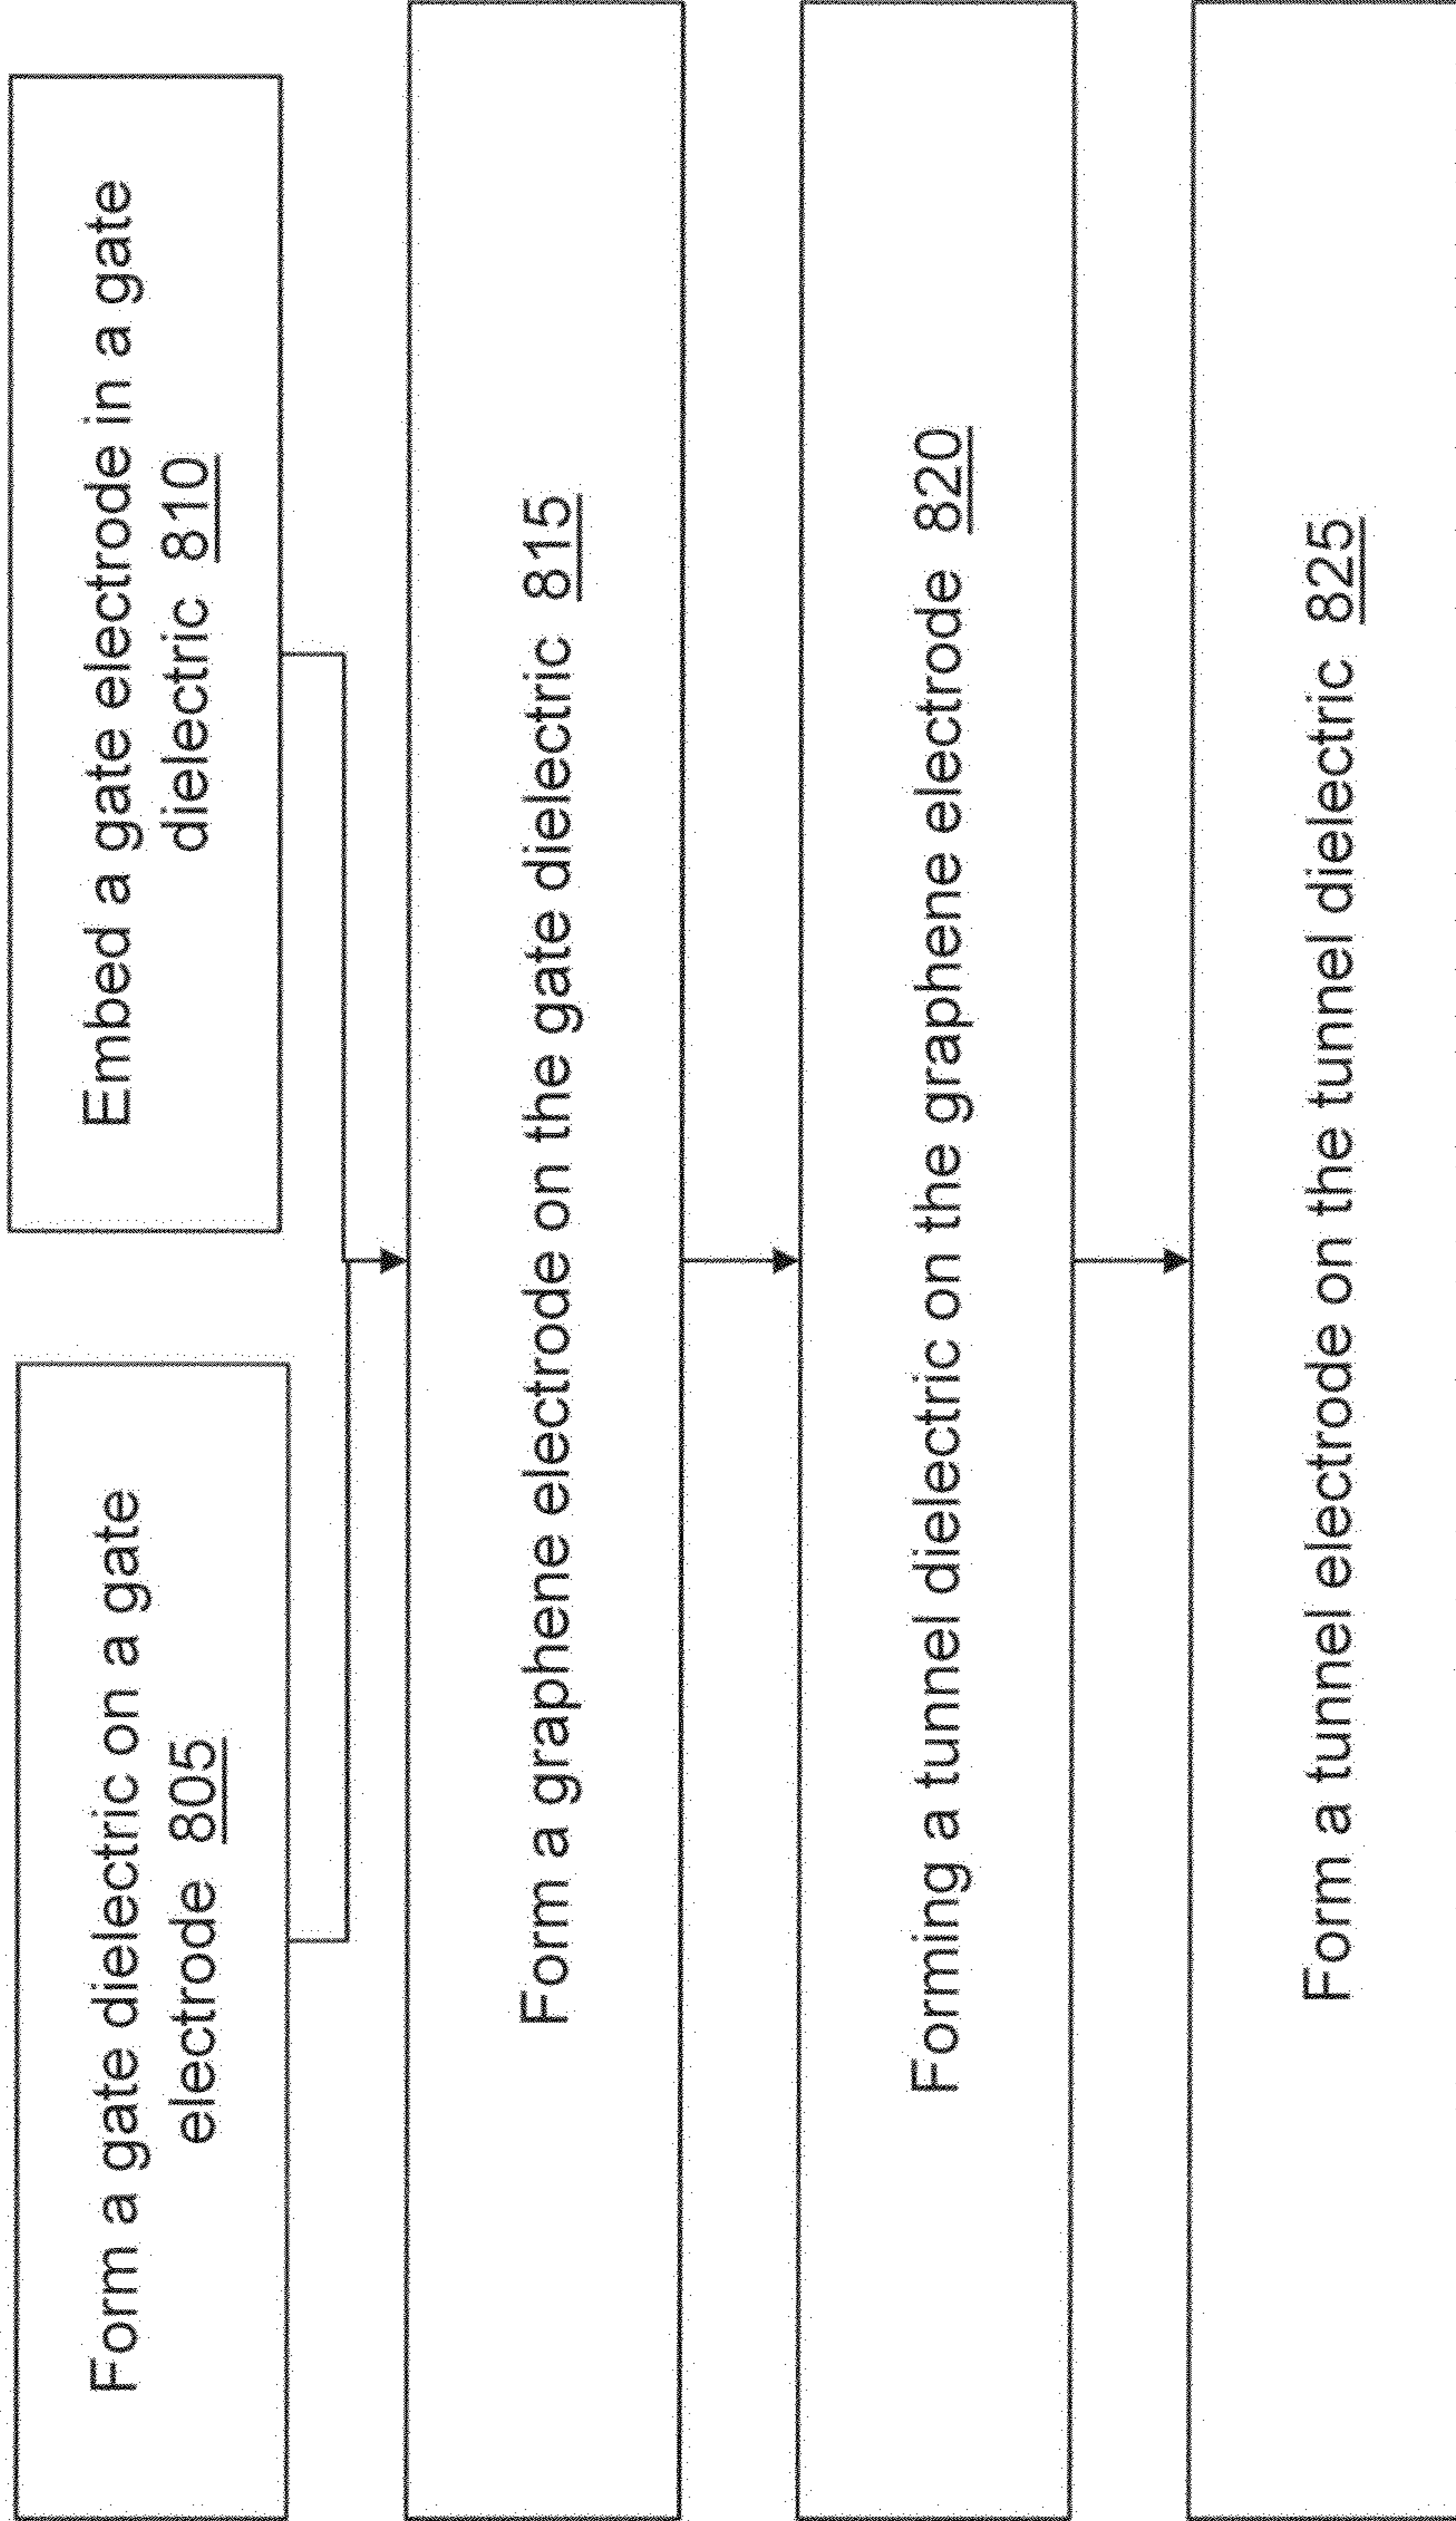 Form a gate dielectric on a gate
electrode 805
Embed a gate electrode in a gate
dielectric 810
Form a graphene electrode on the gate dielectric 815
Forming a tunnel dielectric on the graphene electrode 820
Form a tunnel electrode on the tunnel dielectric 825